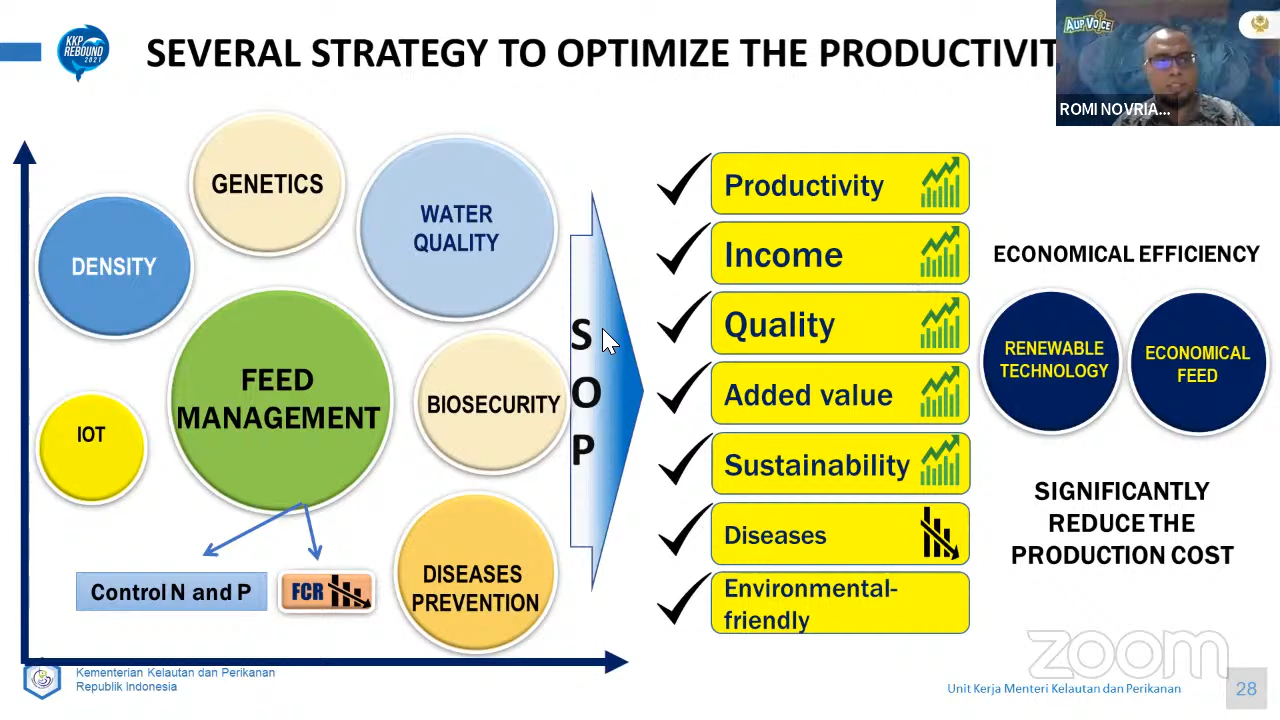 KKP
REBOUND
2021
SEVERAL STRATEGY TO OPTIMIZE THE PRODUCTIVIT
AUP VOICE
ROMI NOVRIA...
GENETICS
WATER
QUALITY
DENSITY
FEED
MANAGEMENT
BIOSECURITY
IOT
DISEASES
PREVENTION
Control N and P
FCR
S
O
P
Productivity
Income
Quality
Added value
Sustainability
Diseases
Environmental-
friendly
ECONOMICAL EFFICIENCY
RENEWABLE
TECHNOLOGY
ECONOMICAL
FEED
SIGNIFICANTLY
REDUCE THE
PRODUCTION COST
zoom
Kementerian Kelautan dan Perikanan
Republik Indonesia
Unit Kerja Menteri Kelautan dan Perikanan
28